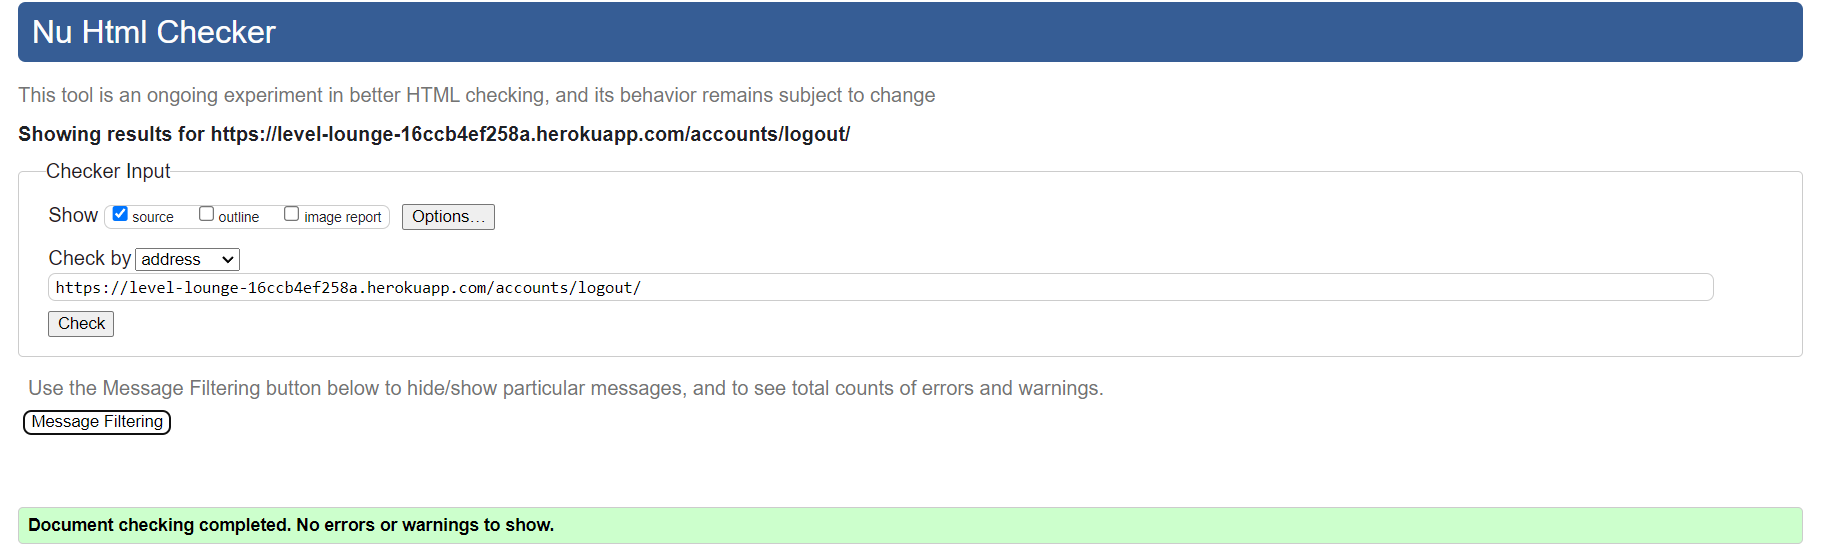 Nu Html Checker
This tool is an ongoing experiment in better HTML checking, and its behavior remains subject to change
Showing results for https://level-lounge-16ccb4ef258a.herokuapp.com/accounts/logout/
Checker Input
Show source outline image report Options...
Check by address
https://level-lounge-16ccb4ef258a.herokuapp.com/accounts/logout/
Check
Use the Message Filtering button below to hide/show particular messages, and to see total counts of errors and warnings.
Message Filtering
Document checking completed. No errors or warnings to show.